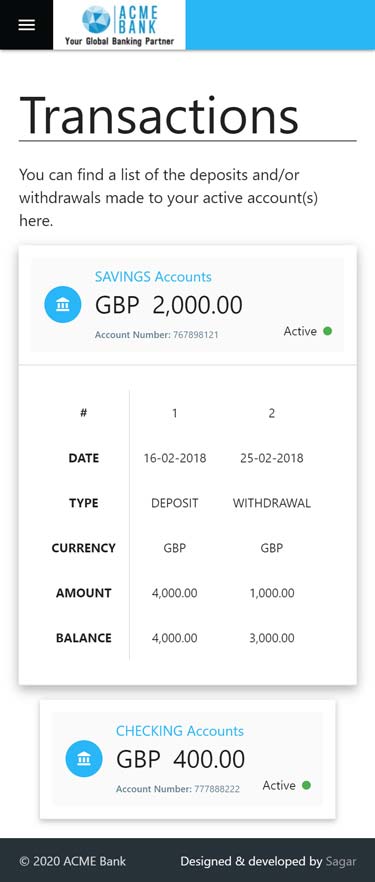 ACME
BANK
Your Global Banking Partner
Transactions
You can find a list of the deposits and/or
withdrawals made to your active account(s)
here.
SAVINGS Accounts
GBP 2,000.00
Account Number: 767898121
Active
# 1 2
DATE 16-02-2018 25-02-2018
TYPE DEPOSIT WITHDRAWAL
CURRENCY GBP GBP
AMOUNT 4,000.00 1,000.00
BALANCE 4,000.00 3,000.00
CHECKING Accounts
GBP 400.00
Account Number: 777888222
Active
© 2020 ACME Bank Designed & developed by Sagar